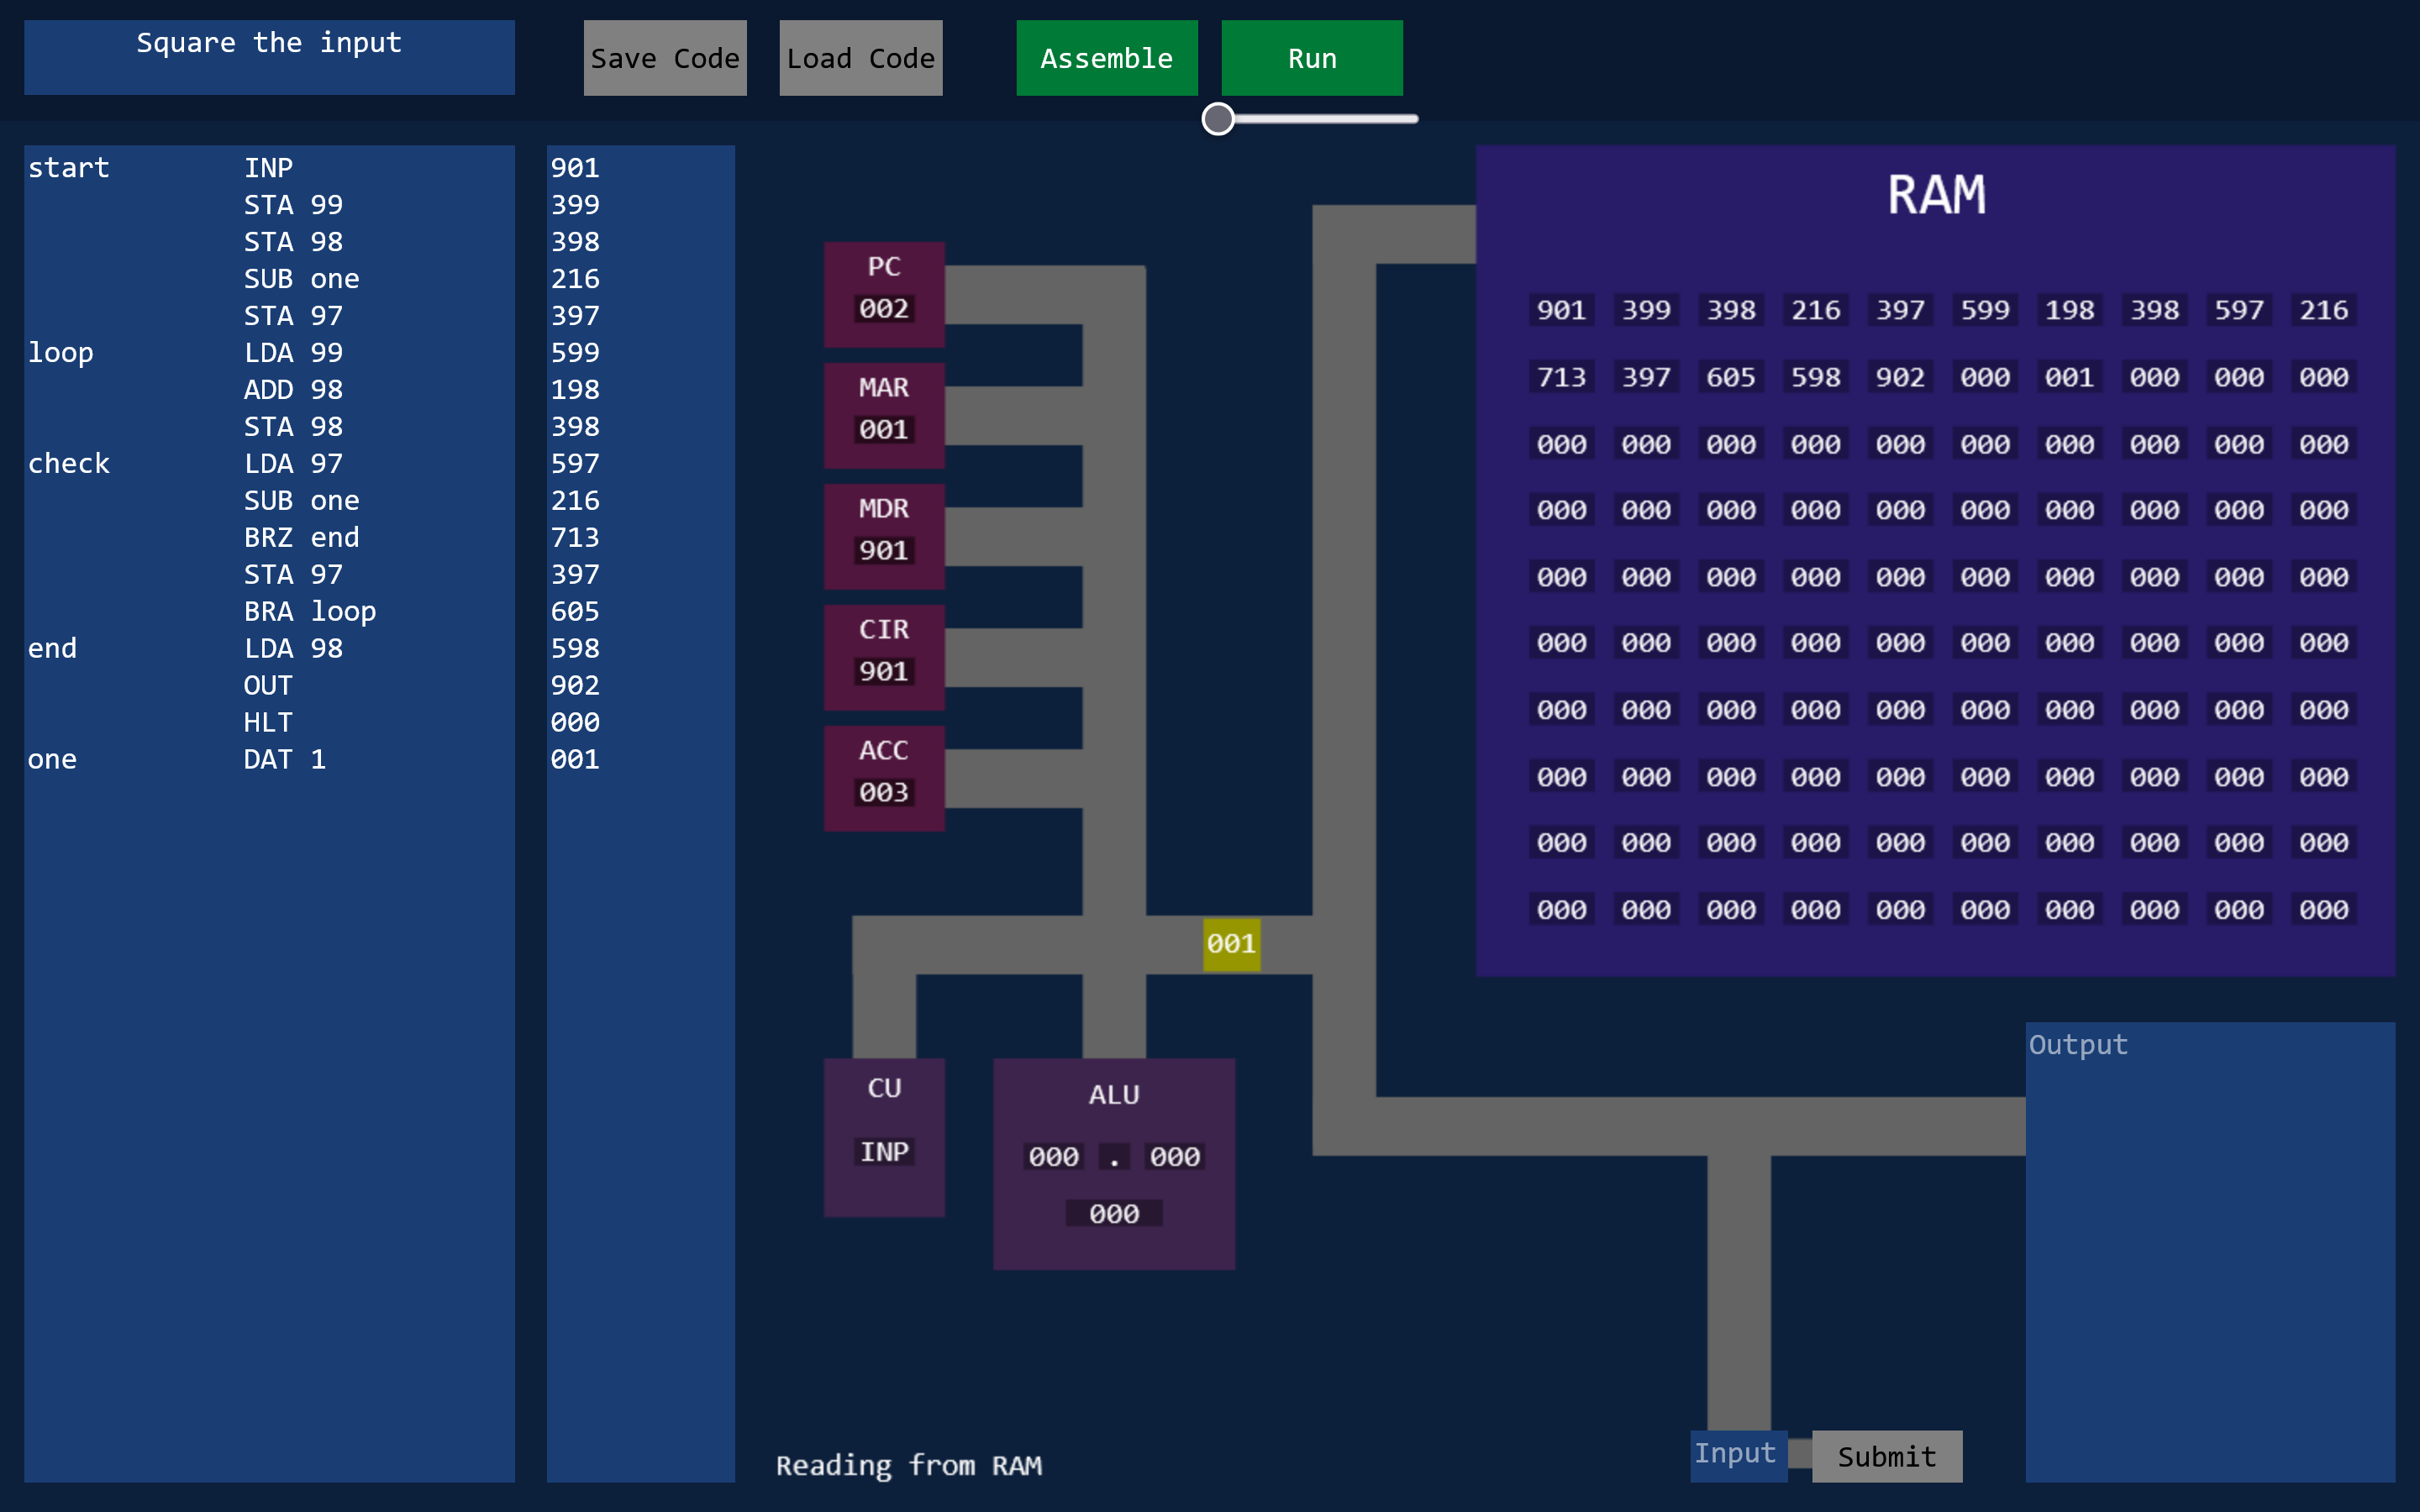 Square the input
Save Code
Load Code
Assemble
Run
start INP
STA 99
STA 98
SUB one
STA 97
loop LDA 99
ADD 98
STA 98
check LDA 97
SUB one
BRZ end
STA 97
BRA loop
end LDA 98
OUT
HLT
one DAT 1
901
399
398
216
397
599
198
398
597
216
713
397
605
598
902
000
001
PC
002
MAR
001
MDR
901
CIR
901
ACC
003
001
CU
INP
ALU
000 . 000
000
Reading from RAM
RAM
901 399 398 216 397 599 198 398 597 216
713 397 605 598 902 000 001 000 000 000
000 000 000 000 000 000 000 000 000 000
000 000 000 000 000 000 000 000 000 000
000 000 000 000 000 000 000 000 000 000
000 000 000 000 000 000 000 000 000 000
000 000 000 000 000 000 000 000 000 000
000 000 000 000 000 000 000 000 000 000
000 000 000 000 000 000 000 000 000 000
000 000 000 000 000 000 000 000 000 000
Output
Input
Submit